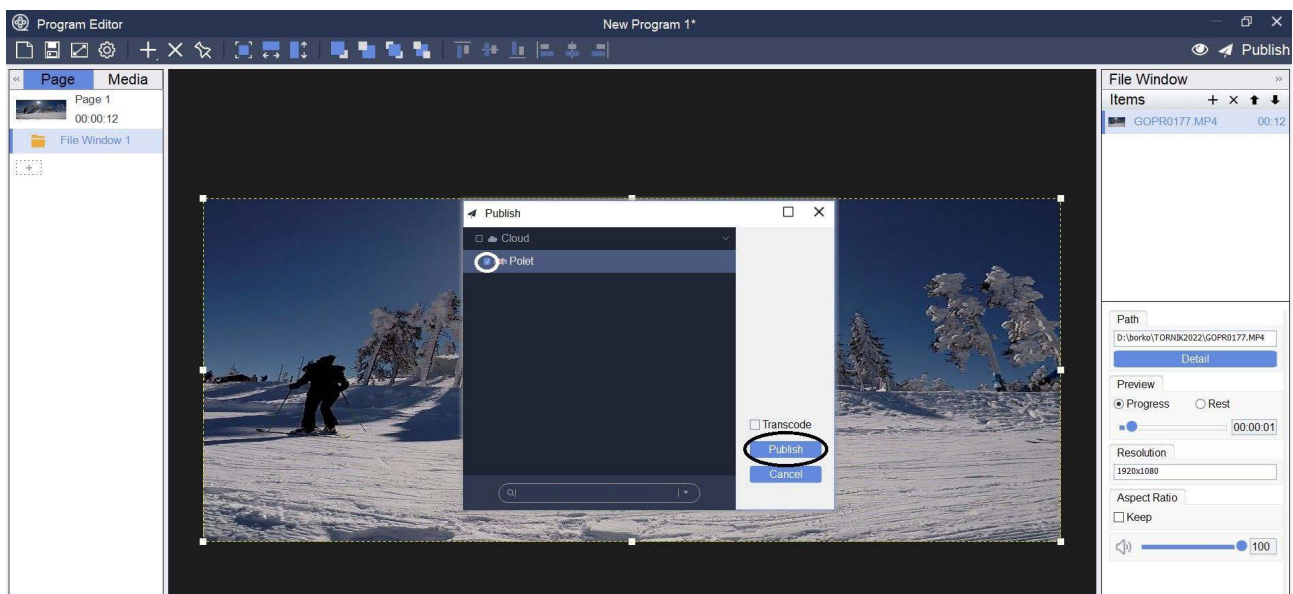 Program Editor
New Program 1*
Publish
Page
Media
Page 1
00:00:12
File Window 1
Publish
Cloud
Polet
Transcode
Publish
Cancel
File Window
Items
GOPR0177.MP4 00:12
Path
D:\borko\TORNIK2022\GOPR0177.MP4
Detail
Preview
Progress
Rest
00:00:01
Resolution
1920x1080
Aspect Ratio
Keep
100